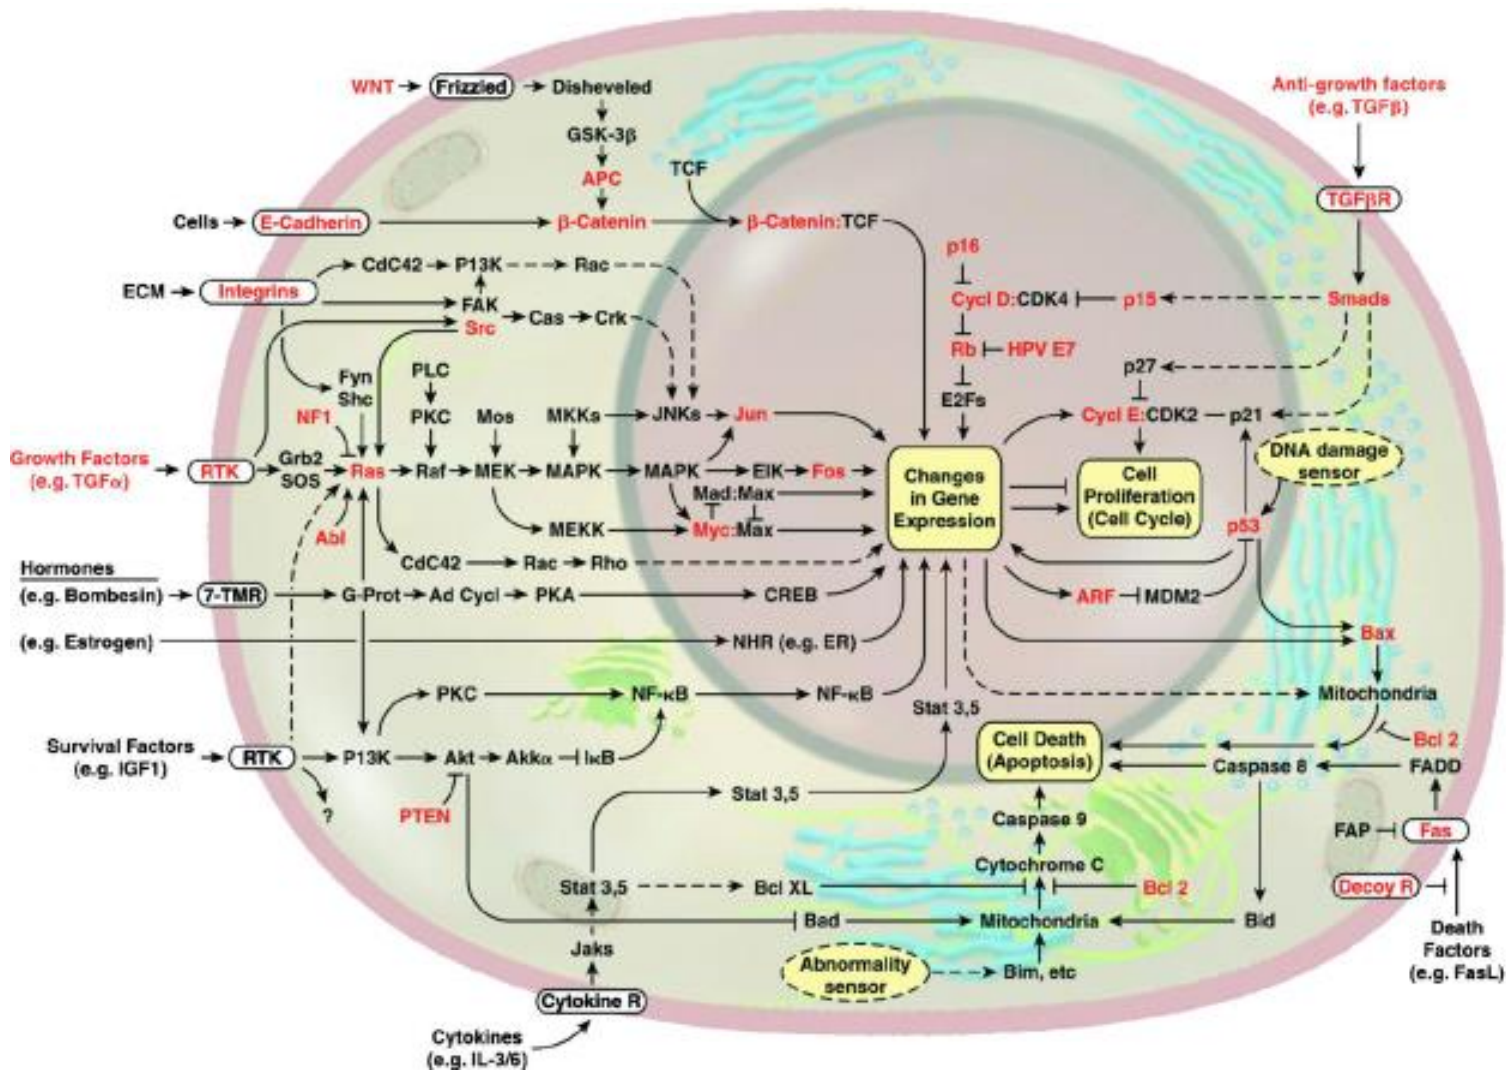 WNT
Frizzled
Disheveled
GSK-3β
APC
TCF
Cells
E-Cadherin
β-Catenin
β-Catenin:TCF
Anti-growth factors
(e.g. TGFβ)
TGFβR
Smads
p16
Cycl D:CDK4
p15
Rb
HPV E7
E2Fs
p27
Cycl E:CDK2
p21
DNA damage
sensor
ECM
Integrins
CdC42
P13K
Rac
FAK
Src
Cas
Crk
Fyn
Shc
NF1
PLC
PKC
Mos
MKKs
JNKs
Jun
Growth Factors
(e.g. TGFα)
RTK
Grb2
SOS
Ras
Raf
MEK
MAPK
MAPK
ElK
Fos
Mad:Max
Myc:Max
MEKK
Abl
CdC42
Rac
Rho
Changes
in Gene
Expression
Cell
Proliferation
(Cell Cycle)
p53
ARF
MDM2
Bax
Mitochondria
Hormones
(e.g. Bombesin)
7-TMR
G-Prot
Ad Cycl
PKA
CREB
(e.g. Estrogen)
NHR (e.g. ER)
PKC
NF-κB
NF-κB
Stat 3,5
Survival Factors
(e.g. IGF1)
RTK
P13K
Akt
Akkα
IκB
?
PTEN
Stat 3,5
Cell Death
(Apoptosis)
Bcl 2
Caspase 8
FADD
Caspase 9
FAP
Fas
Cytochrome C
Stat 3,5
Bcl XL
Bcl 2
Decoy R
Bad
Mitochondria
Bid
Death
Factors
(e.g. FasL)
Jaks
Abnormality
sensor
Bim, etc
Cytokine R
Cytokines
(e.g. IL-3/6)